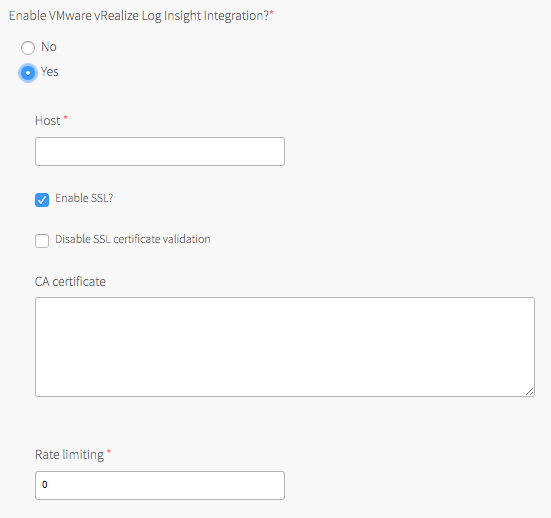 Enable VMware vRealize Log Insight Integration?*
No
Yes
Host *
Enable SSL?
Disable SSL certificate validation
CA certificate
Rate limiting *
0